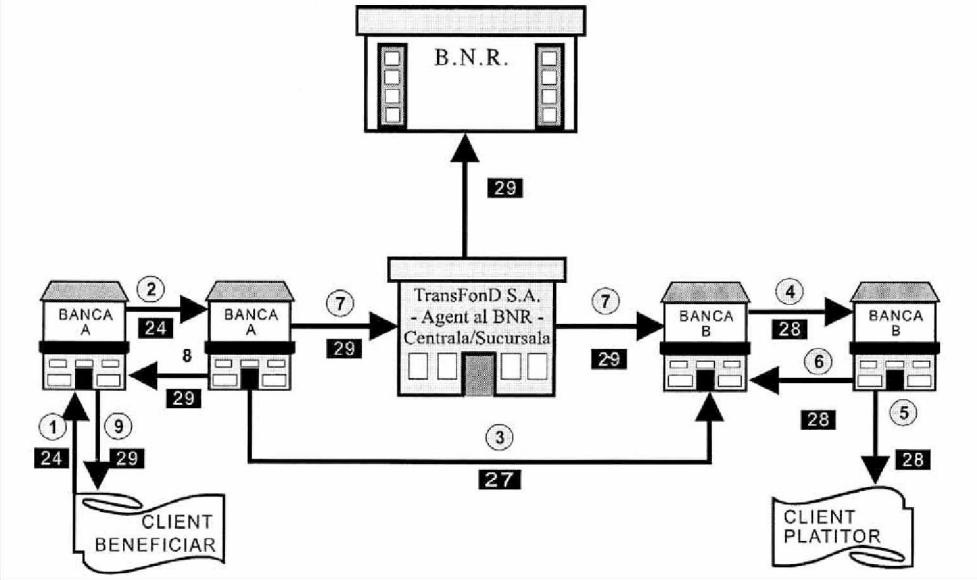 B.N.R.
29
TransFonD S.A.
- Agent al BNR -
Centrala/Sucursala
2
BANCA
A
24
BANCA
A
7
29
7
29
BANCA
B
4
28
BANCA
B
8
29
6
28
1
24
9
29
3
27
5
28
CLIENT
BENEFICIAR
CLIENT
PLATITOR